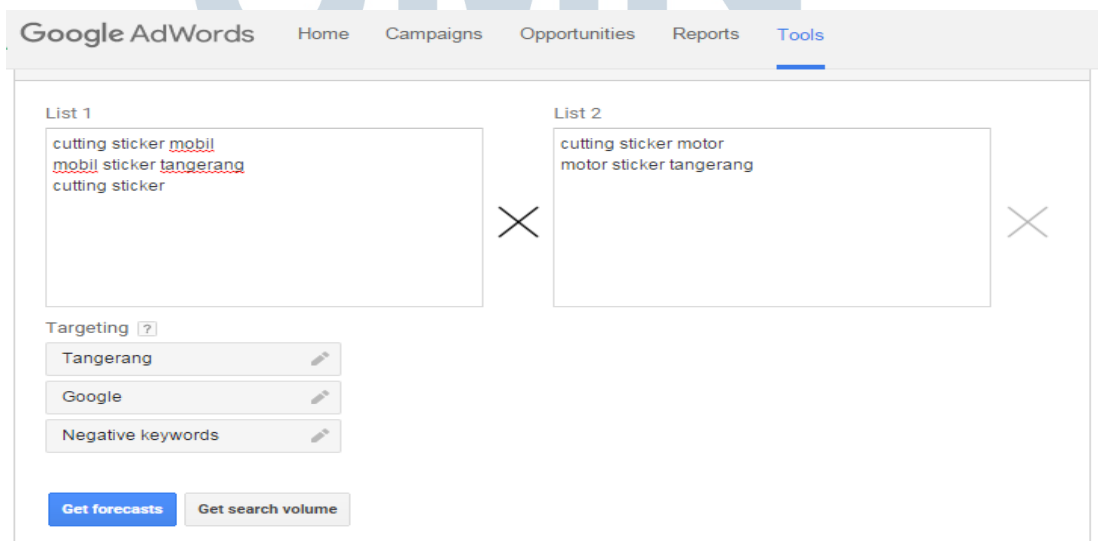 UMN
Google AdWords Home Campaigns Opportunities Reports Tools
List 1 List 2
cutting sticker mobil
mobil sticker tangerang
cutting sticker
cutting sticker motor
motor sticker tangerang
Targeting ?
Tangerang
Google
Negative keywords
Get forecasts Get search volume